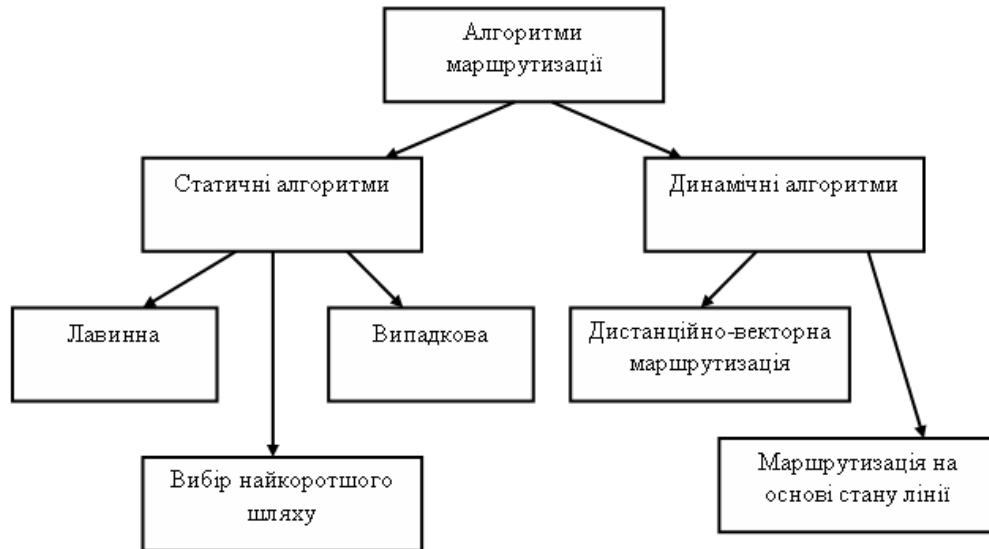 Алгоритми
маршрутизації
Статичні алгоритми
Динамічні алгоритми
Лавинна
Випадкова
Дистанційно-векторна
маршрутизація
Вибір найкоротшого
шляху
Маршрутизація на
основі стану лінії